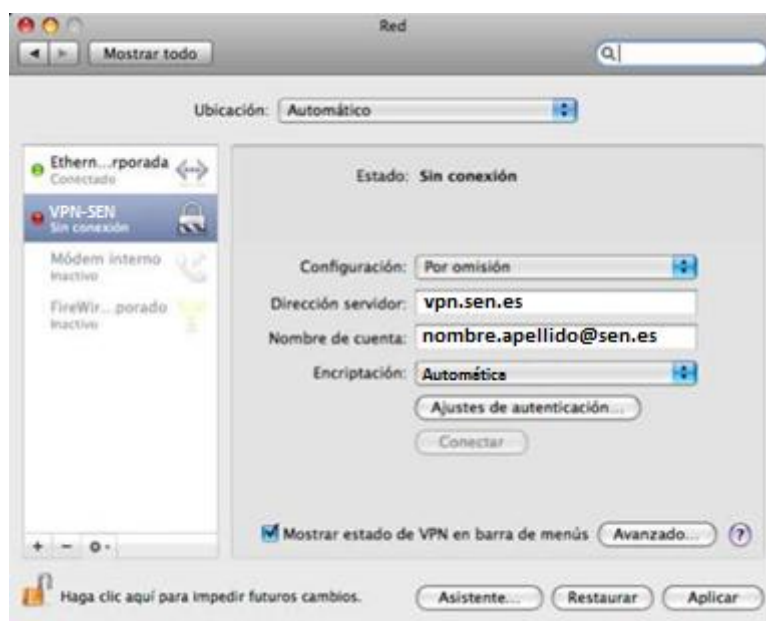 Red
Mostrar todo
Ubicación: Automático
Ethern...rporada
Conectado
VPN-SEN
Sin conexión
Módem interno
Inactivo
FireWir...porado
Inactivo
Estado: Sin conexión
Configuración: Por omisión
Dirección servidor: vpn.sen.es
Nombre de cuenta: nombre.apellido@sen.es
Encriptación: Automática
Ajustes de autenticación...
Conectar
Mostrar estado de VPN en barra de menús Avanzado... ?
Haga clic aquí para impedir futuros cambios. Asistente... Restaurar Aplicar